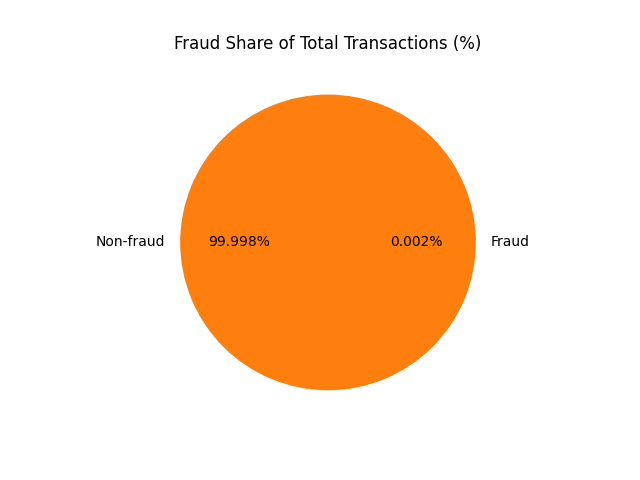 Fraud Share of Total Transactions (%)
Non-fraud 99.998% 0.002% Fraud